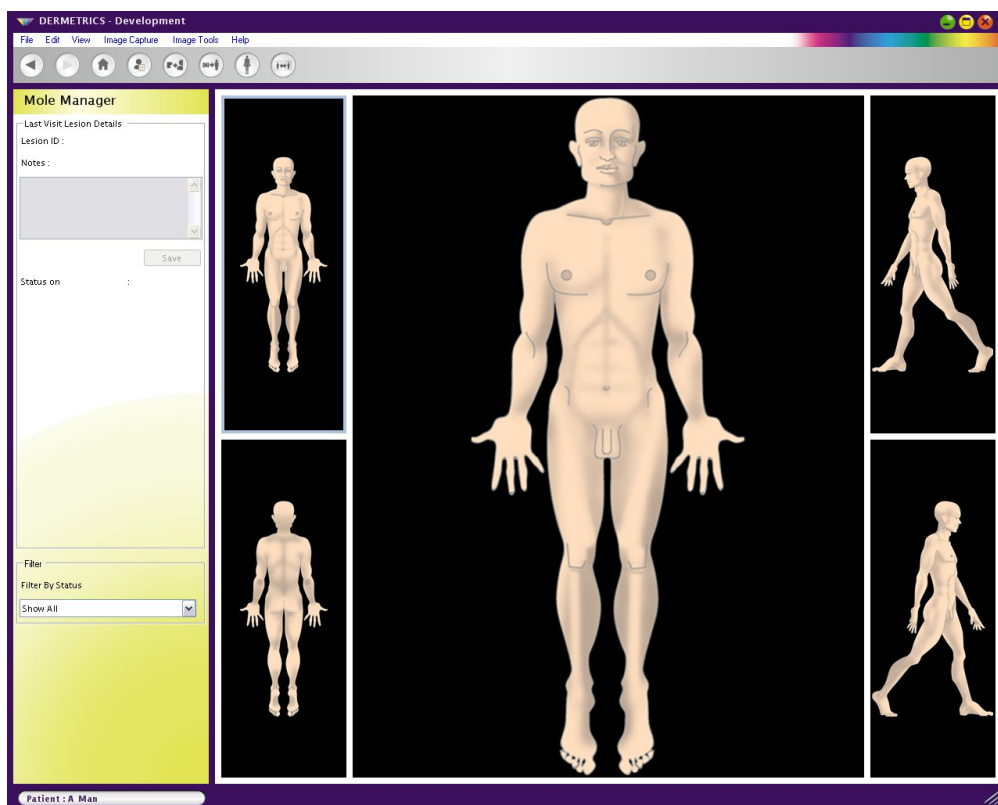 DERMETRICS - Development
File Edit View Image Capture Image Tools Help
Mole Manager
Last Visit Lesion Details
Lesion ID :
Notes :
Save
Status on :
Filter
Filter By Status
Show All
Patient : A Man